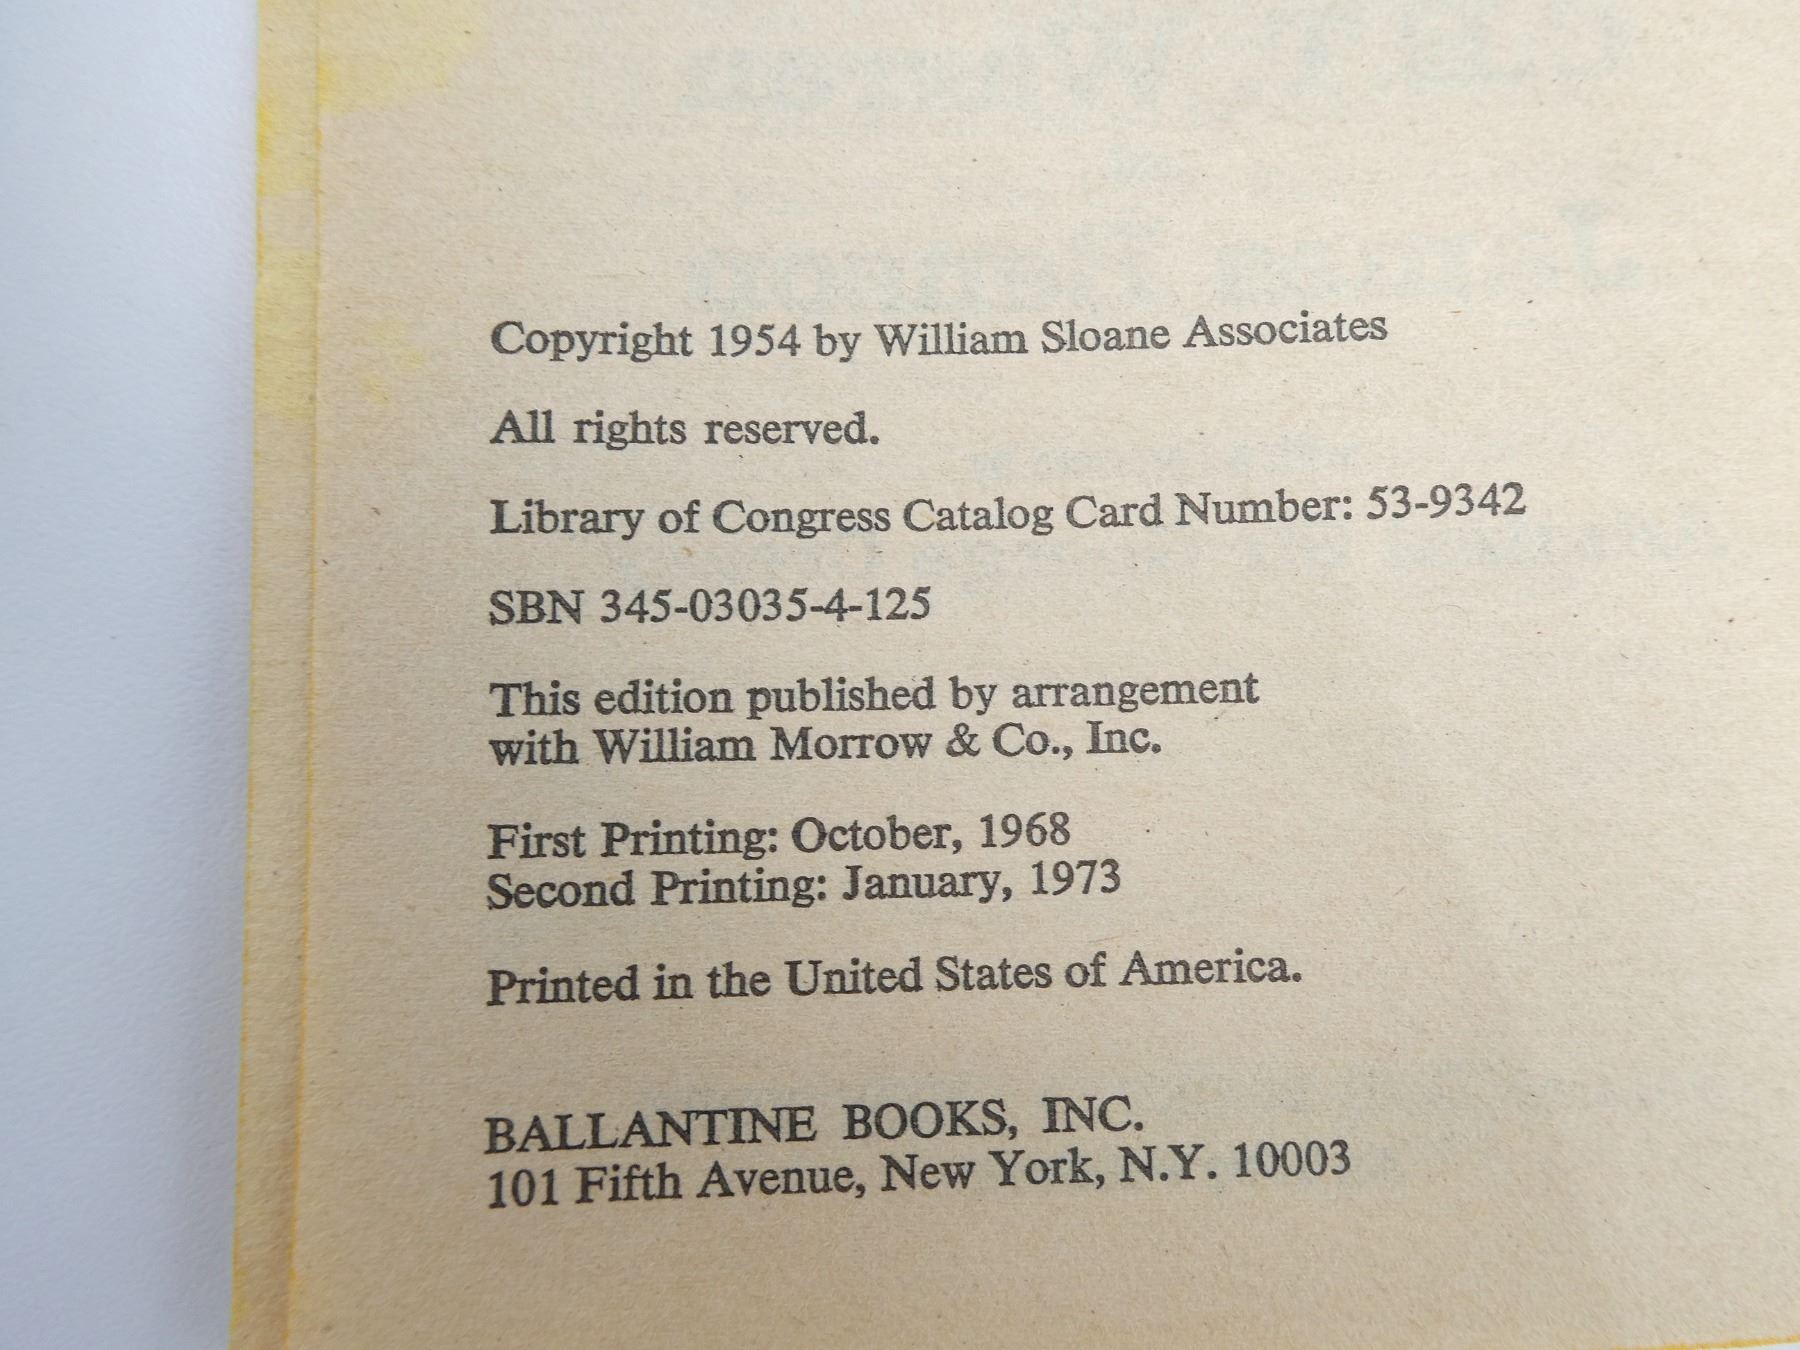 Copyright 1954 by William Sloane Associates
All rights reserved.
Library of Congress Catalog Card Number: 53-9342
SBN 345-03035-4-125
This edition published by arrangement
with William Morrow & Co., Inc.
First Printing: October, 1968
Second Printing: January, 1973
Printed in the United States of America.
BALLANTINE BOOKS, INC.
101 Fifth Avenue, New York, N.Y. 10003